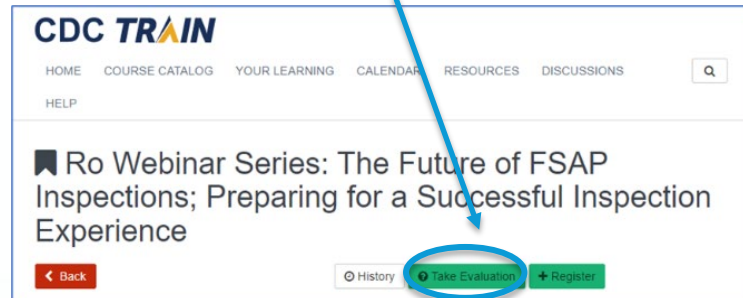 CDC TRAIN
HOME COURSE CATALOG YOUR LEARNING CALENDAR RESOURCES DISCUSSIONS
HELP
Ro Webinar Series: The Future of FSAP
Inspections; Preparing for a Successful Inspection
Experience
Back History Take Evaluation + Register